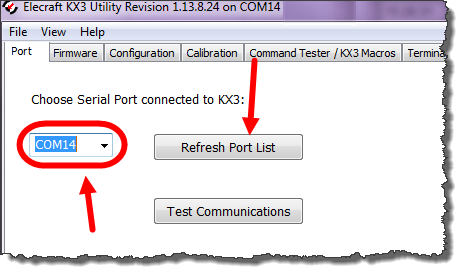 Elecraft KX3 Utility Revision 1.13.8.24 on COM14
File View Help
Port Firmware Configuration Calibration Command Tester / KX3 Macros Termina
Choose Serial Port connected to KX3:
COM14 Refresh Port List
Test Communications